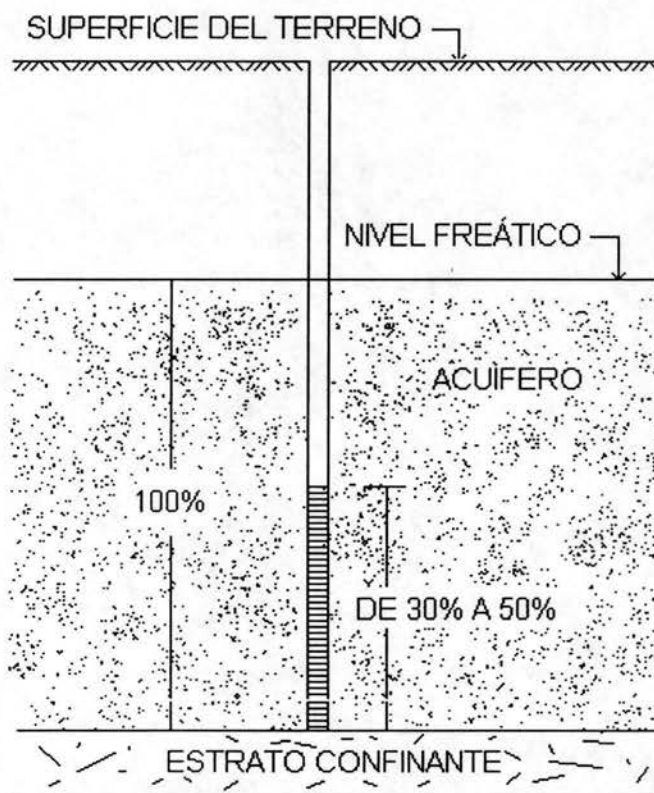 SUPERFICIE DEL TERRENO
NIVEL FREÁTICO
ACUÍFERO
100%
DE 30% A 50%
ESTRATO CONFINANTE